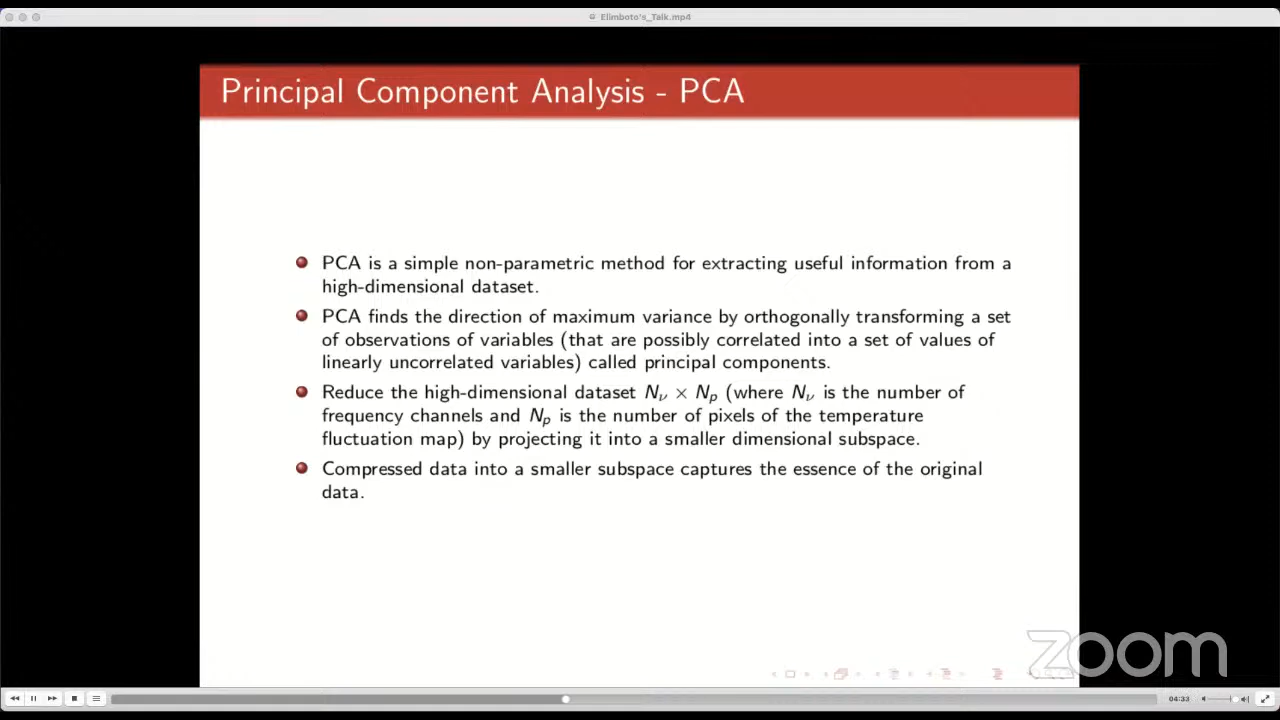 Elimboto's_Talk.mp4
Principal Component Analysis - PCA
PCA is a simple non-parametric method for extracting useful information from a
high-dimensional dataset.
PCA finds the direction of maximum variance by orthogonally transforming a set
of observations of variables (that are possibly correlated into a set of values of
linearly uncorrelated variables) called principal components.
Reduce the high-dimensional dataset Nν × Np (where Nν is the number of
frequency channels and Np is the number of pixels of the temperature
fluctuation map) by projecting it into a smaller dimensional subspace.
Compressed data into a smaller subspace captures the essence of the original
data.
zoom
04:33